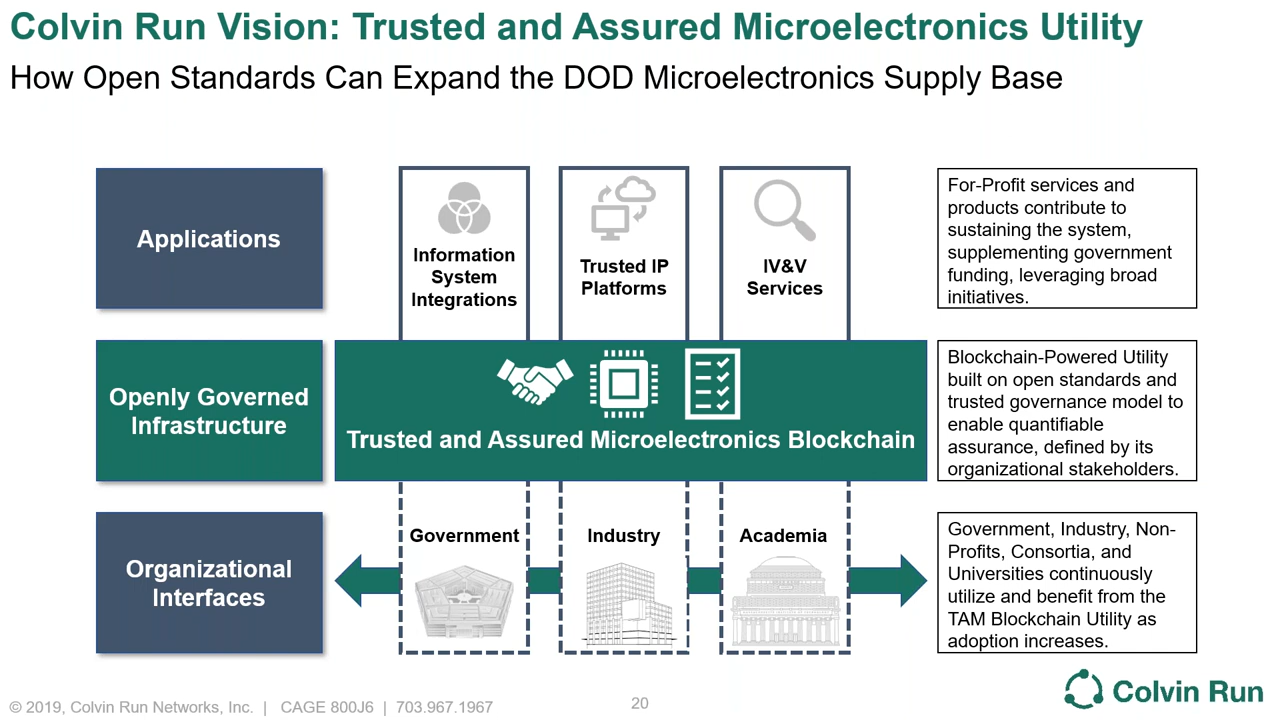 Colvin Run Vision: Trusted and Assured Microelectronics Utility
How Open Standards Can Expand the DOD Microelectronics Supply Base
Applications
Information
System
Integrations
Trusted IP
Platforms
IV&V
Services
For-Profit services and
products contribute to
sustaining the system,
supplementing government
funding, leveraging broad
initiatives.
Openly Governed
Infrastructure
Trusted and Assured Microelectronics Blockchain
Blockchain-Powered Utility
built on open standards and
trusted governance model to
enable quantifiable
assurance, defined by its
organizational stakeholders.
Organizational
Interfaces
Government
Industry
Academia
Government, Industry, Non-
Profits, Consortia, and
Universities continuously
utilize and benefit from the
TAM Blockchain Utility as
adoption increases.
© 2019, Colvin Run Networks, Inc. | CAGE 800J6 | 703.967.1967
20
Colvin Run